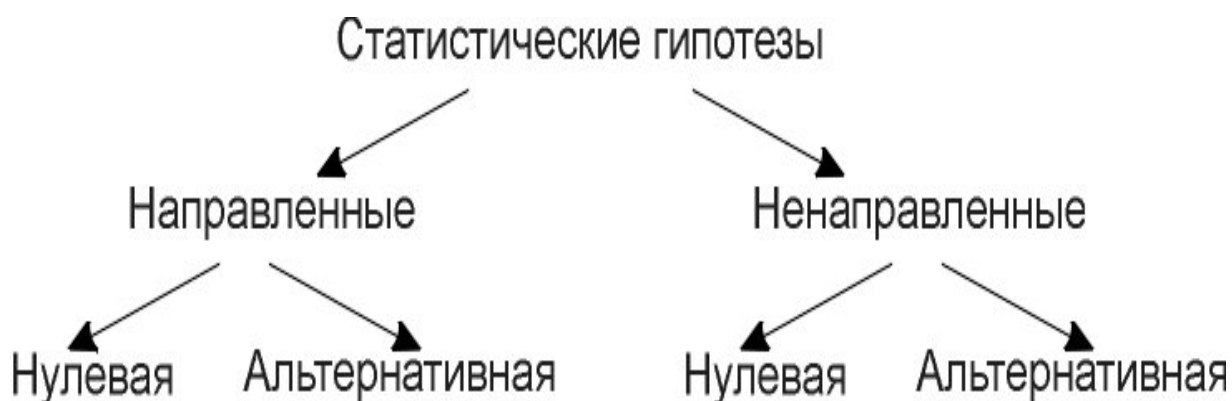 Статистические гипотезы
Направленные Ненаправленные
Нулевая Альтернативная Нулевая Альтернативная